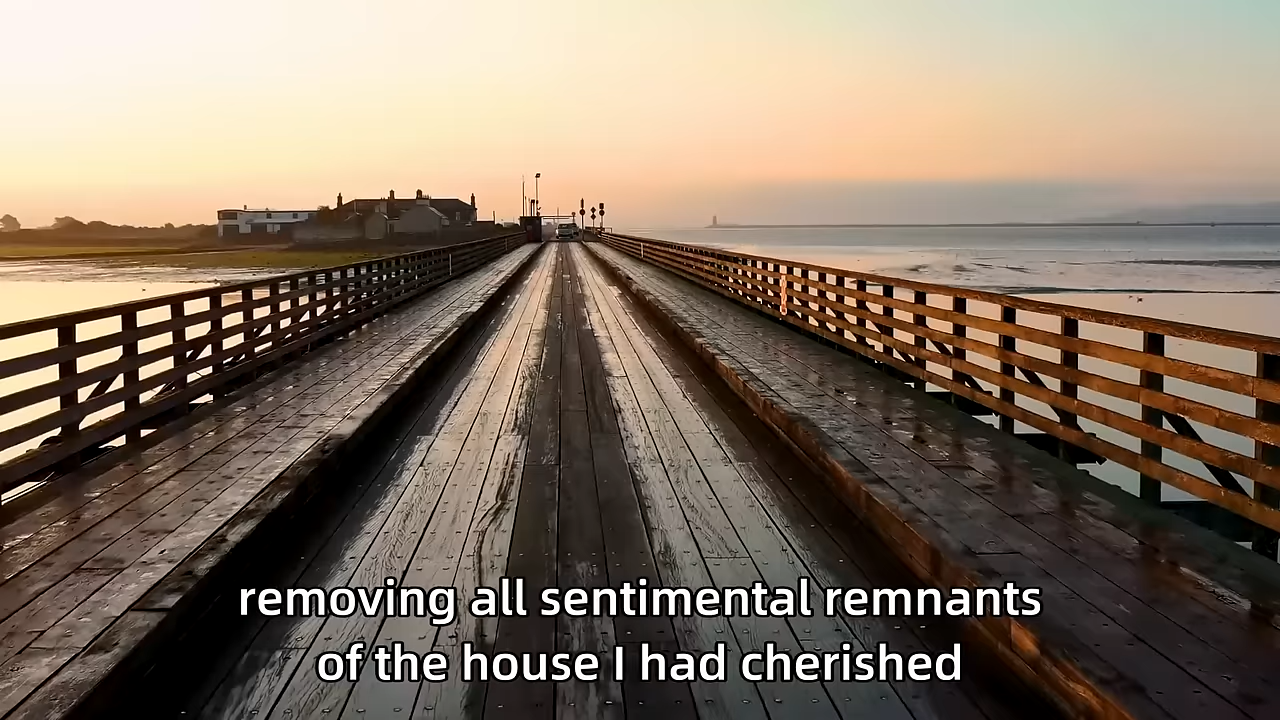 removing all sentimental remnants
of the house I had cherished